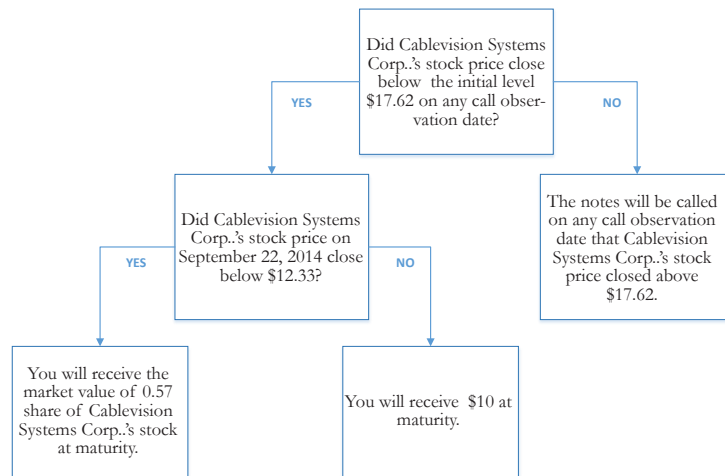 Did Cablevision Systems
Corp..'s stock price close
below the initial level
$17.62 on any call obser-
vation date?
YES
NO
Did Cablevision Systems
Corp..'s stock price on
September 22, 2014 close
below $12.33?
The notes will be called
on any call observation
date that Cablevision
Systems Corp..'s stock
price closed above
$17.62.
YES
NO
You will receive the
market value of 0.57
share of Cablevision
Systems Corp..'s stock
at maturity.
You will receive $10 at
maturity.